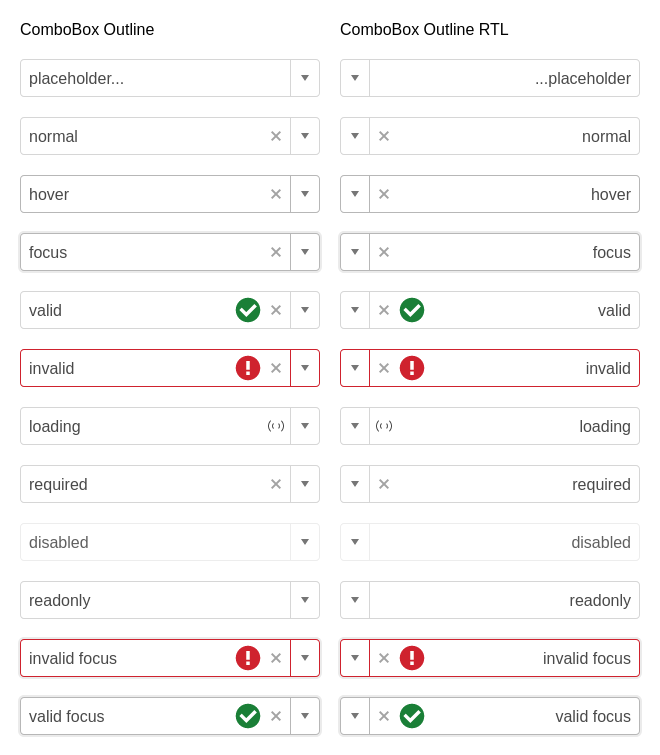 ComboBox Outline
placeholder...
normal
hover
focus
valid
invalid
loading
required
disabled
readonly
invalid focus
valid focus
ComboBox Outline RTL
...placeholder
normal
hover
focus
valid
invalid
loading
required
disabled
readonly
invalid focus
valid focus